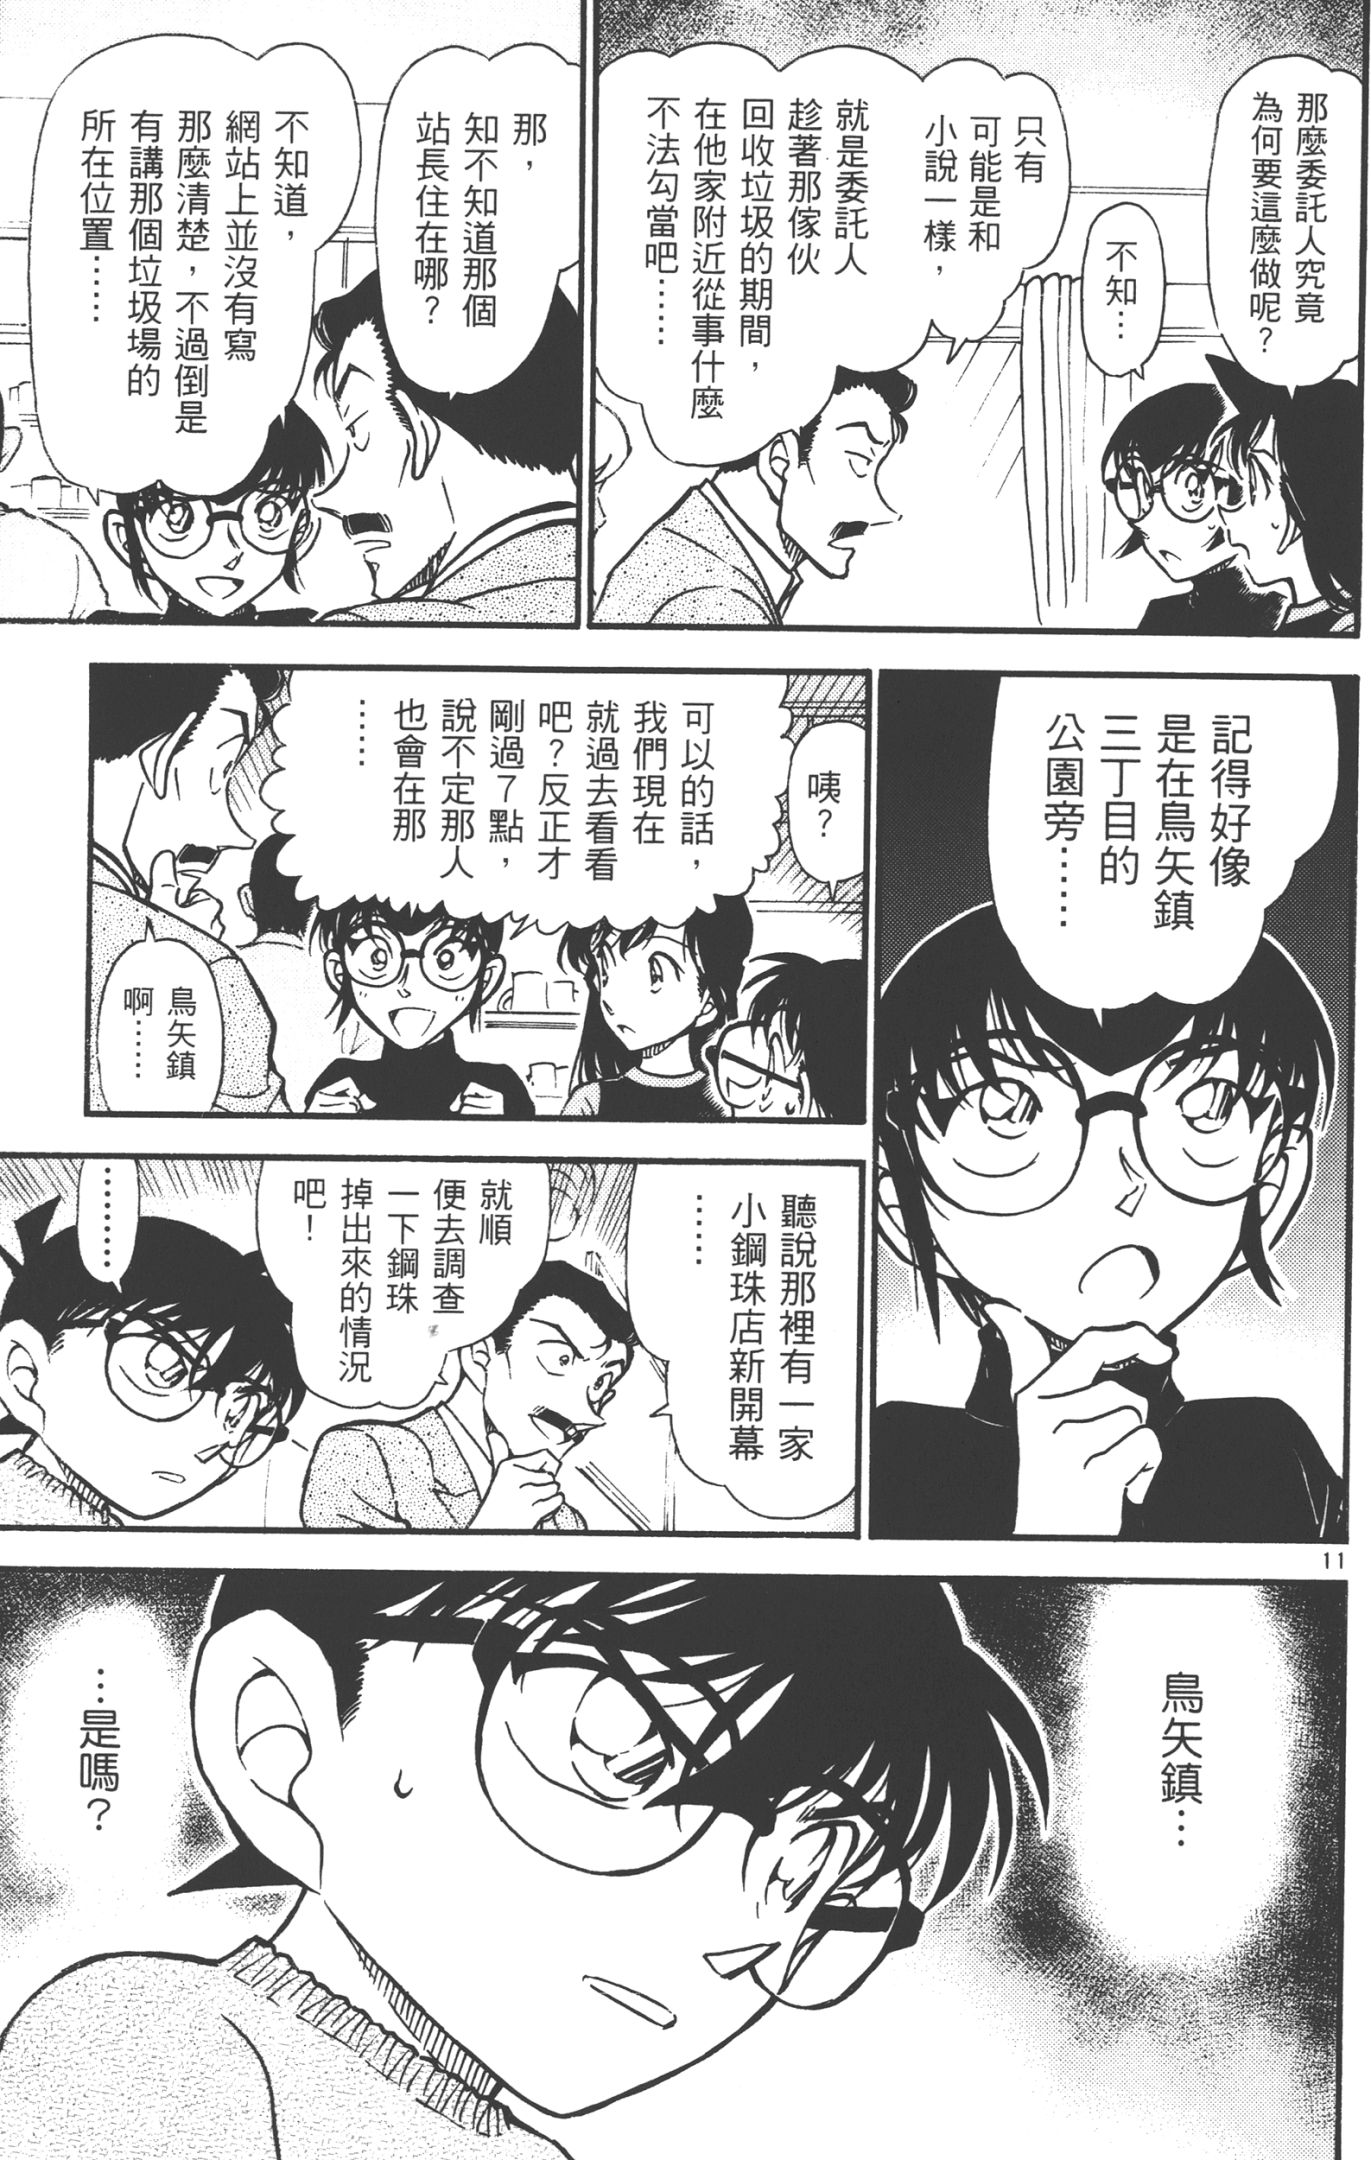 那麼委託人究竟
為何要這麼做呢?
不知…
只有
可能是和
小說一樣，
就是委託人
趁著那傢伙
回收垃圾的期間，
在他家附近從事什麼
不法勾當吧……
那，
知不知道那個
站長住在哪?
不知道，
網站上並沒有寫
那麼清楚，不過倒是
有講那個垃圾場的
所在位置……
記得好像
是在鳥矢鎮
三丁目的
公園旁……
咦?
可以的話，
我們現在
就過去看看
吧?反正才
剛過7點，
說不定那人
也會在那
……
鳥矢鎮
啊……
聽說那裡有一家
小鋼珠店新開幕
……
就順
便去調查
一下鋼珠
掉出來的情況
吧!
………
11
鳥矢鎮…
…是嗎?